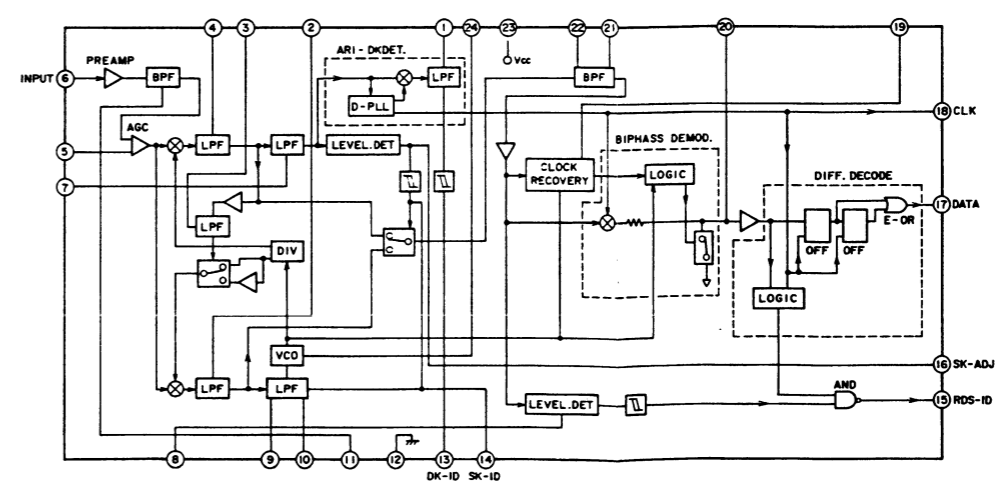 4 3 2 1 24 23 22 21 20 19
ARI-DKDET.
PREAMP
Vcc
INPUT 6 BPF LPF BPF
D-PLL
18 CLK
AGC
BIPHASS DEMOD.
5 LPF LPF LEVEL.DET
CLOCK RECOVERY
LOGIC
DIFF. DECODE
7
17 DATA
E-OR
LPF
C
C
DIV
OFF OFF
LOGIC
VCO
16 SK-ADJ
LPF LPF
AND
LEVEL.DET
15 RDS-ID
8 9 10 11 12 13 14
DK-ID SK-ID